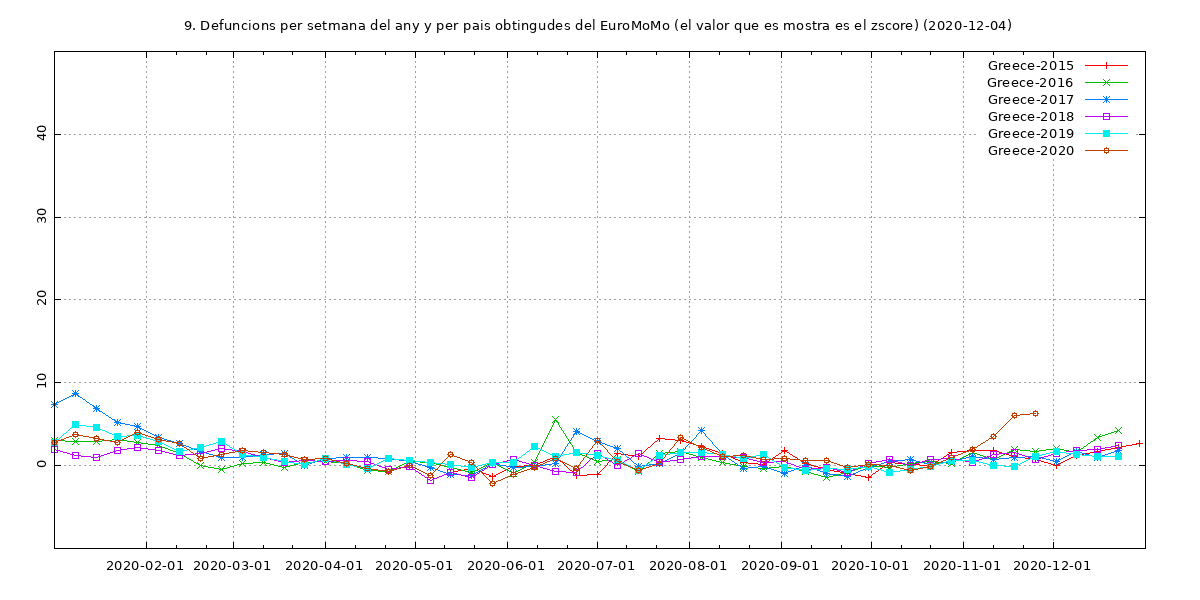 9. Defuncions per setmana del any y per pais obtingudes del EuroMoMo (el valor que es mostra es el zscore) (2020-12-04)
Greece-2015
Greece-2016
Greece-2017
Greece-2018
Greece-2019
Greece-2020
40
30
20
10
0
2020-02-01 2020-03-01 2020-04-01 2020-05-01 2020-06-01 2020-07-01 2020-08-01 2020-09-01 2020-10-01 2020-11-01 2020-12-01